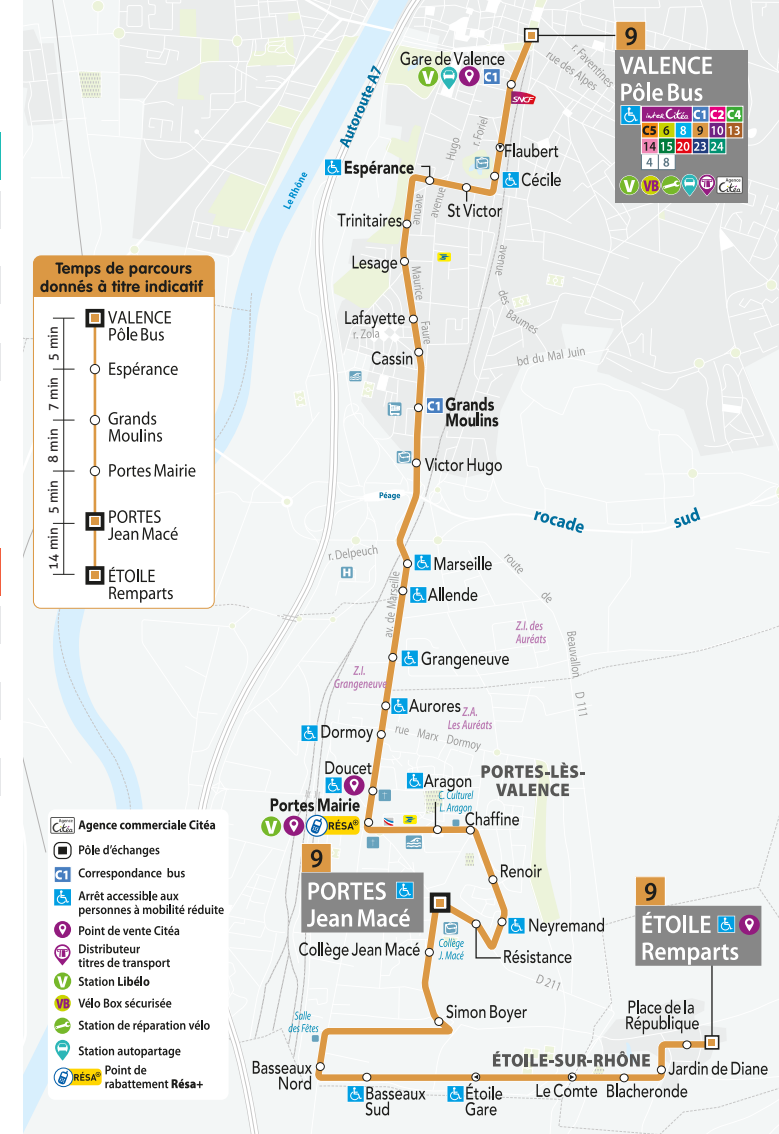 9
VALENCE
Pôle Bus
inter Citéa C1 C2 C4
C5 6 8 9 10 13
14 15 20 23 24
4 8
V VB Agence Citéa
Gare de Valence
V C1
SNCF
r. Faventines
rue des Alpes
Autoroute A7
Le Rhône
r. Foriel
Hugo
avenue
Flaubert
Cécile
St Victor
Espérance
avenue
Maurice
Faure
Trinitaires
Lesage
Lafayette
r. Zola
Cassin
avenue
des
Baumes
bd du Mal Juin
C1 Grands
Moulins
Victor Hugo
Péage
rocade
sud
r. Delpeuch
H
av. de Marseille
Marseille
Allende
route
de
Beauvallon
D 111
Z.I. des
Auréats
Grangeneuve
Z.I.
Grangeneuve
Aurores
Z.A.
Les Auréats
Dormoy
rue Marx Dormoy
Doucet
Aragon
C. Culturel
L. Aragon
PORTES-LÈS-
VALENCE
Portes Mairie
V RÉSA+
Chaffine
Renoir
Neyremand
Résistance
D 211
9
PORTES
Jean Macé
Collège
J. Macé
Collège Jean Macé
Simon Boyer
Salle
des Fêtes
Basseaux
Nord
Basseaux
Sud
Étoile
Gare
Le Comte
Blacheronde
ÉTOILE-SUR-RHÔNE
Jardin de Diane
Place de la
République
9
ÉTOILE
Remparts
Temps de parcours
donnés à titre indicatif
VALENCE
Pôle Bus
5 min
Espérance
7 min
Grands
Moulins
8 min
Portes Mairie
5 min
PORTES
Jean Macé
14 min
ÉTOILE
Remparts
Agence Citéa Agence commerciale Citéa
Pôle d'échanges
C1 Correspondance bus
Arrêt accessible aux
personnes à mobilité réduite
Point de vente Citéa
Distributeur
titres de transport
V Station Libélo
VB Vélo Box sécurisée
Station de réparation vélo
Station autopartage
RÉSA+ Point de
rabattement Résa+